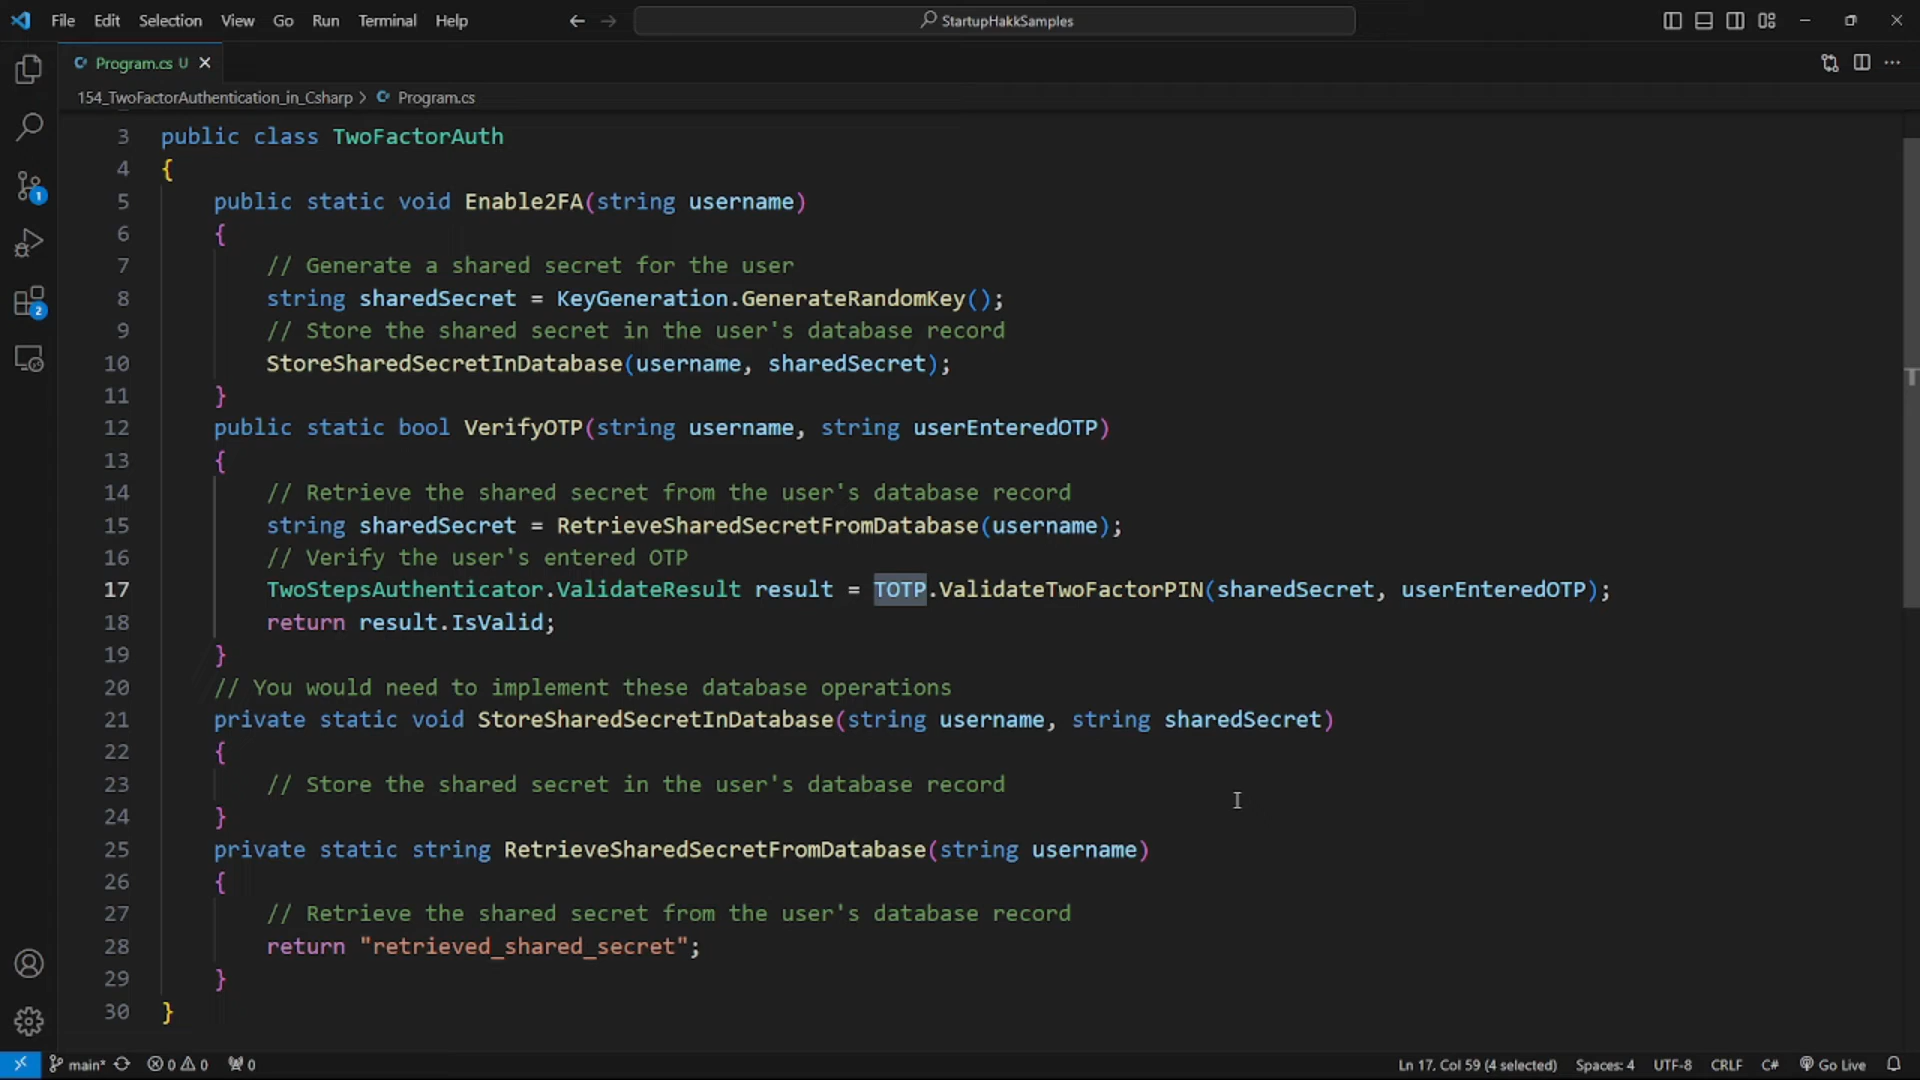 File Edit Selection View Go Run Terminal Help StartupHakkSamples
Program.cs U
154_TwoFactorAuthentication_in_Csharp > Program.cs
3 public class TwoFactorAuth
4 {
5 public static void Enable2FA(string username)
6 {
7 // Generate a shared secret for the user
8 string sharedSecret = KeyGeneration.GenerateRandomKey();
9 // Store the shared secret in the user's database record
10 StoreSharedSecretInDatabase(username, sharedSecret);
11 }
12 public static bool VerifyOTP(string username, string userEnteredOTP)
13 {
14 // Retrieve the shared secret from the user's database record
15 string sharedSecret = RetrieveSharedSecretFromDatabase(username);
16 // Verify the user's entered OTP
17 TwoStepsAuthenticator.ValidateResult result = TOTP.ValidateTwoFactorPIN(sharedSecret, userEnteredOTP);
18 return result.IsValid;
19 }
20 // You would need to implement these database operations
21 private static void StoreSharedSecretInDatabase(string username, string sharedSecret)
22 {
23 // Store the shared secret in the user's database record
24 }
25 private static string RetrieveSharedSecretFromDatabase(string username)
26 {
27 // Retrieve the shared secret from the user's database record
28 return "retrieved_shared_secret";
29 }
30 }
1
2
main* 0 0 0 Ln 17, Col 59 (4 selected) Spaces: 4 UTF-8 CRLF C# Go Live